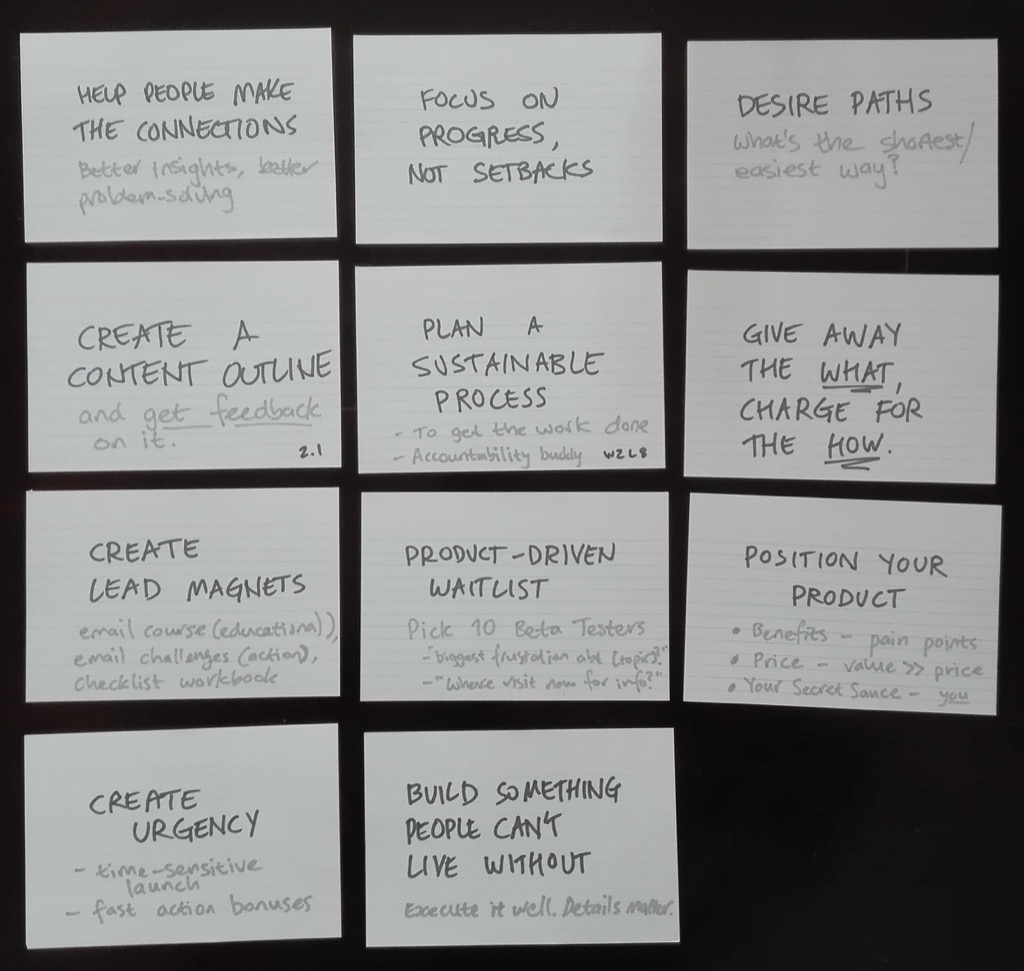 HELP PEOPLE MAKE
THE CONNECTIONS
Better insights, better
problem-solving
FOCUS ON
PROGRESS,
NOT SETBACKS
DESIRE PATHS
What's the shortest/
easiest way?
CREATE A
CONTENT OUTLINE
and get feedback
on it.
2.1
PLAN A
SUSTAINABLE
PROCESS
- To get the work done
- Accountability buddy W2L8
GIVE AWAY
THE WHAT,
CHARGE FOR
THE HOW.
CREATE
LEAD MAGNETS
email course (educational),
email challenges (action),
checklist workbook
PRODUCT-DRIVEN
WAITLIST
Pick 10 Beta Testers
- "biggest frustation abt [topic]?"
- "Where visit now for info?"
POSITION YOUR
PRODUCT
• Benefits - pain points
• Price - value >> price
• Your Secret Sauce - you
CREATE
URGENCY
- time-sensitive
launch
- fast action bonuses
BUILD SOMETHING
PEOPLE CAN'T
LIVE WITHOUT
Execute it well. Details matter.